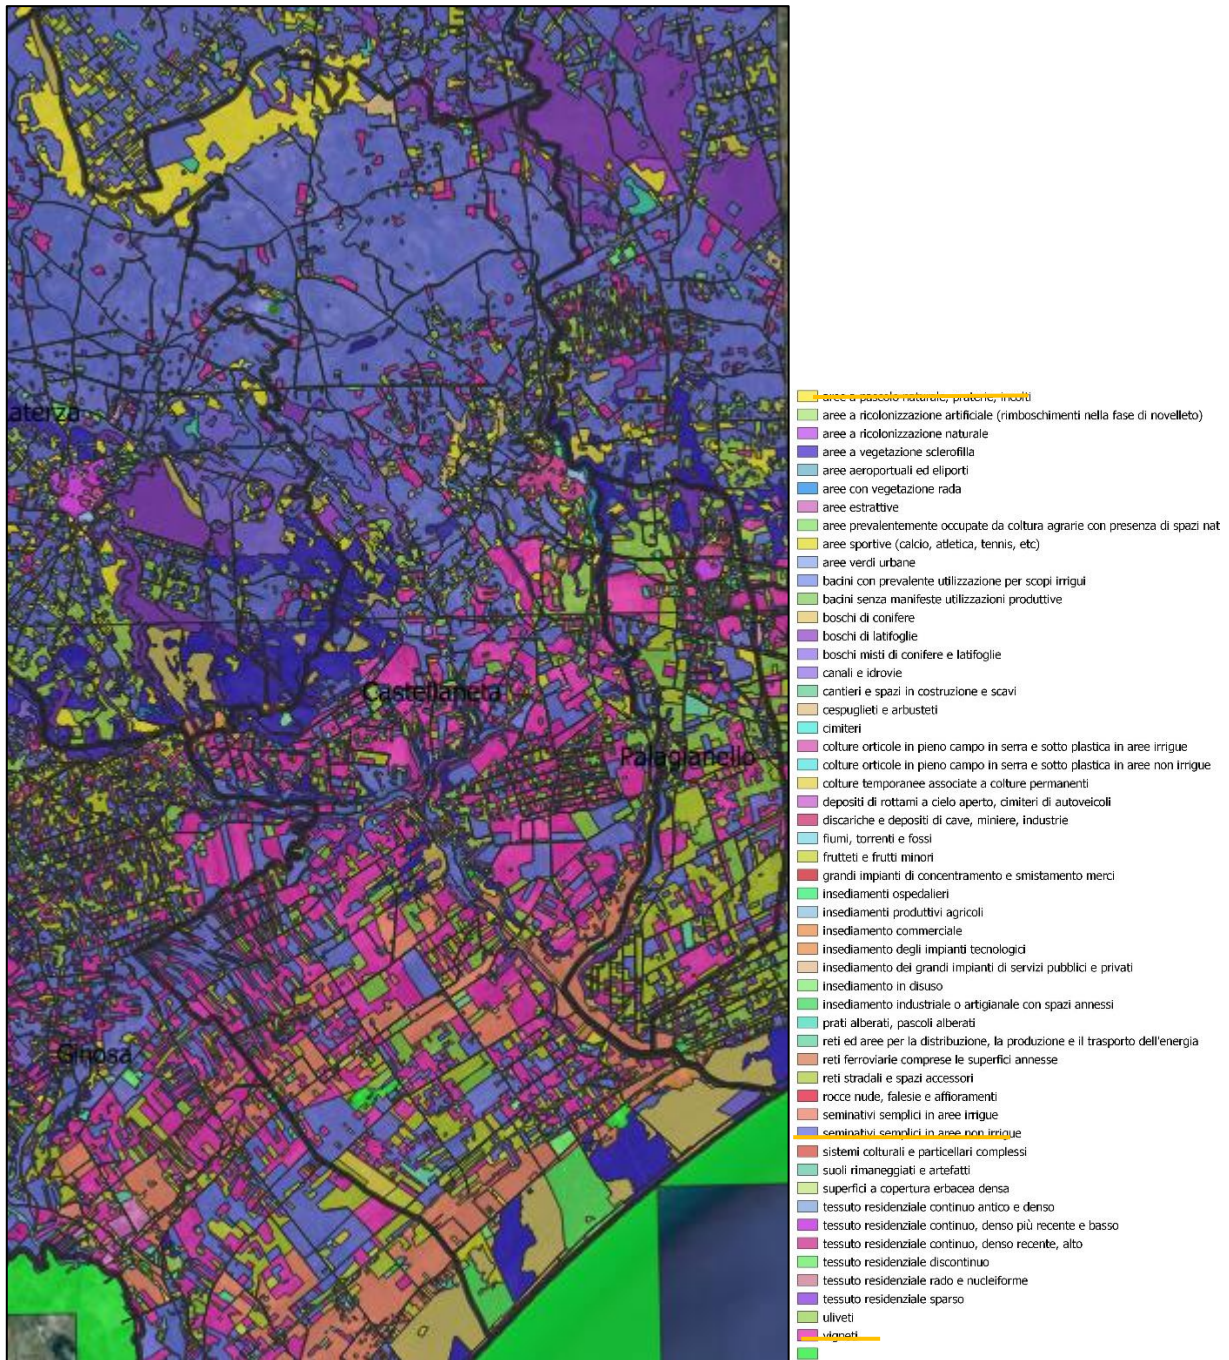 aterza
Castellaneta
Palagianello
Ginosa
aree a pascolo naturale, praterie, incolti
aree a ricolonizzazione artificiale (rimboschimenti nella fase di novelleto)
aree a ricolonizzazione naturale
aree a vegetazione sclerofilla
aree aeroportuali ed eliporti
aree con vegetazione rada
aree estrattive
aree prevalentemente occupate da coltura agrarie con presenza di spazi nat
aree sportive (calcio, atletica, tennis, etc)
aree verdi urbane
bacini con prevalente utilizzazione per scopi irrigui
bacini senza manifeste utilizzazioni produttive
boschi di conifere
boschi di latifoglie
boschi misti di conifere e latifoglie
canali e idrovie
cantieri e spazi in costruzione e scavi
cespuglieti e arbusteti
cimiteri
colture orticole in pieno campo in serra e sotto plastica in aree irrigue
colture orticole in pieno campo in serra e sotto plastica in aree non irrigue
colture temporanee associate a colture permanenti
depositi di rottami a cielo aperto, cimiteri di autoveicoli
discariche e depositi di cave, miniere, industrie
fiumi, torrenti e fossi
frutteti e frutti minori
grandi impianti di concentramento e smistamento merci
insediamenti ospedalieri
insediamenti produttivi agricoli
insediamento commerciale
insediamento degli impianti tecnologici
insediamento dei grandi impianti di servizi pubblici e privati
insediamento in disuso
insediamento industriale o artigianale con spazi annessi
prati alberati, pascoli alberati
reti ed aree per la distribuzione, la produzione e il trasporto dell'energia
reti ferroviarie comprese le superfici annesse
reti stradali e spazi accessori
rocce nude, falesie e affioramenti
seminativi semplici in aree irrigue
seminativi semplici in aree non irrigue
sistemi colturali e particellari complessi
suoli rimaneggiati e artefatti
superfici a copertura erbacea densa
tessuto residenziale continuo antico e denso
tessuto residenziale continuo, denso più recente e basso
tessuto residenziale continuo, denso recente, alto
tessuto residenziale discontinuo
tessuto residenziale rado e nucleiforme
tessuto residenziale sparso
uliveti
vigneti